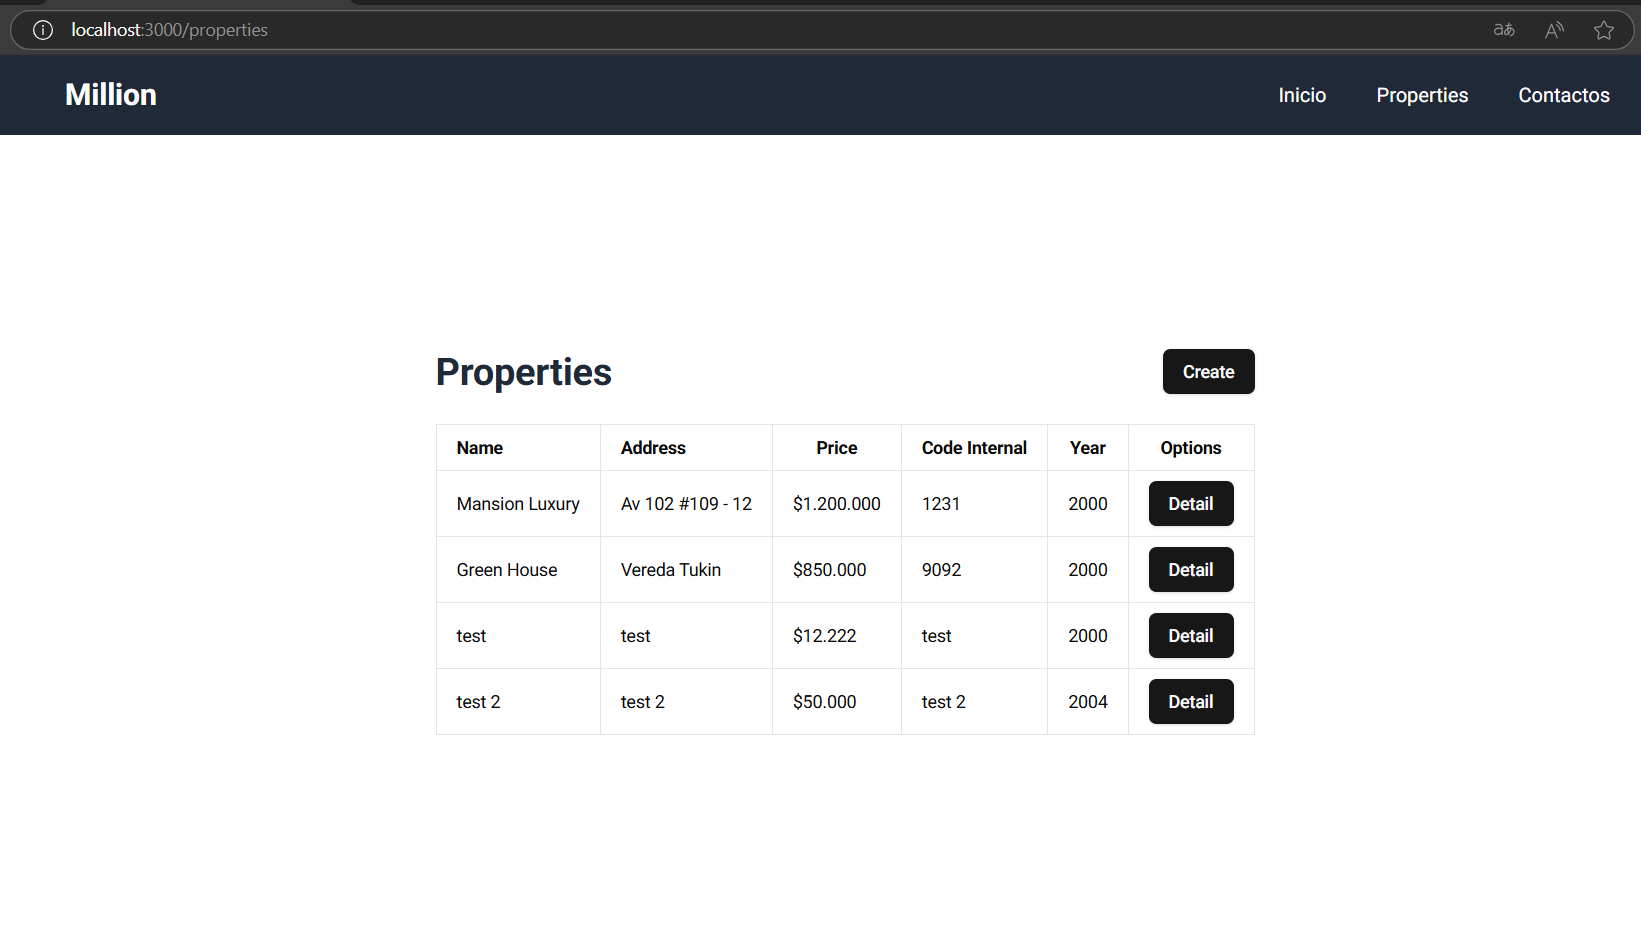 localhost:3000/properties
Million
Inicio Properties Contactos
Properties
Create
Name Address Price Code Internal Year Options
Mansion Luxury Av 102 #109 - 12 $1.200.000 1231 2000 Detail
Green House Vereda Tukin $850.000 9092 2000 Detail
test test $12.222 test 2000 Detail
test 2 test 2 $50.000 test 2 2004 Detail